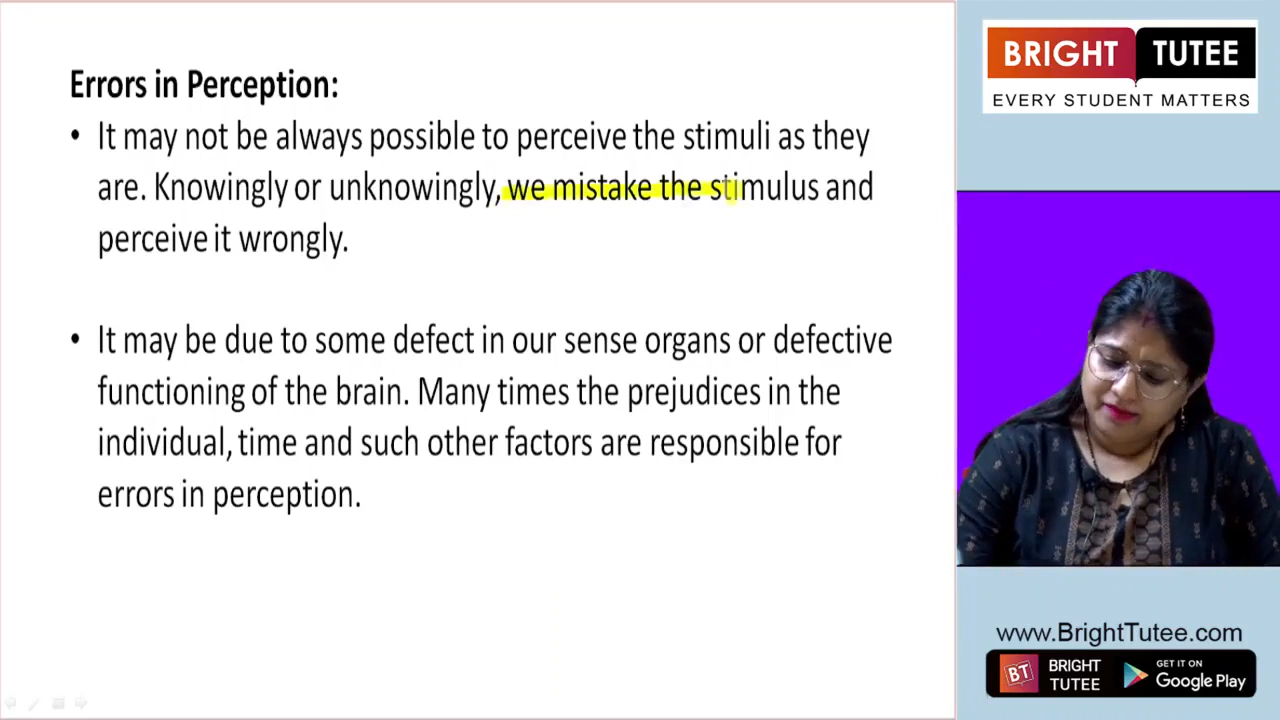 Errors in Perception:
• It may not be always possible to perceive the stimuli as they
are. Knowingly or unknowingly, we mistake the stimulus and
perceive it wrongly.
• It may be due to some defect in our sense organs or defective
functioning of the brain. Many times the prejudices in the
individual, time and such other factors are responsible for
errors in perception.
BRIGHT TUTEE
EVERY STUDENT MATTERS
www.BrightTutee.com
BT
BRIGHT
TUTEE
GET IT ON
Google Play